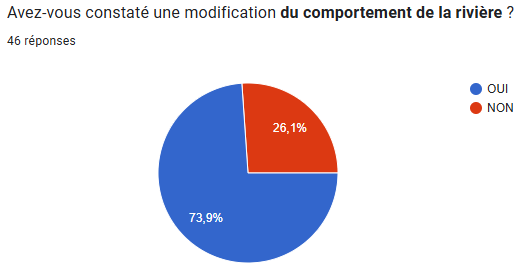 Avez-vous constaté une modification du comportement de la rivière ?
46 réponses
OUI
NON
26,1%
73,9%